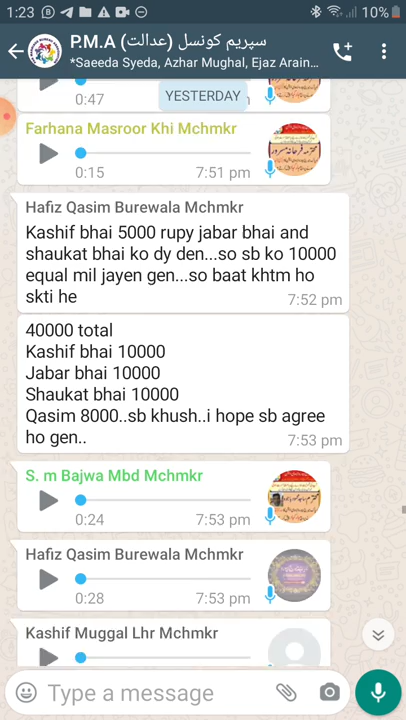 1:23
10%
P.M.A سپریم کونسل (عدالت)
*Saeeda Syeda, Azhar Mughal, Ejaz Arain...
0:47
YESTERDAY
Farhana Masroor Khi Mchmkr
0:15
7:51 pm
Hafiz Qasim Burewala Mchmkr
Kashif bhai 5000 rupy jabar bhai and
shaukat bhai ko dy den...so sb ko 10000
equal mil jayen gen...so baat khtm ho
skti he
7:52 pm
40000 total
Kashif bhai 10000
Jabar bhai 10000
Shaukat bhai 10000
Qasim 8000..sb khush..i hope sb agree
ho gen..
7:53 pm
S. m Bajwa Mbd Mchmkr
0:24
7:53 pm
Hafiz Qasim Burewala Mchmkr
0:28
7:53 pm
Kashif Muggal Lhr Mchmkr
Type a message